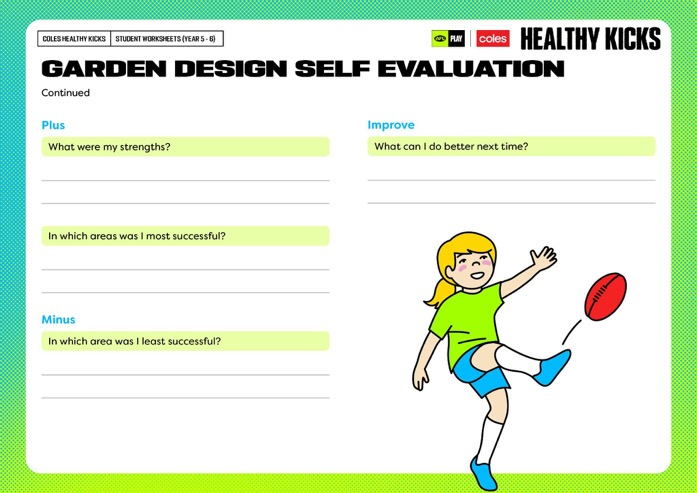 COLES HEALTHY KICKS STUDENT WORKSHEETS (YEAR 5 - 6)
AFL PLAY coles HEALTHY KICKS
GARDEN DESIGN SELF EVALUATION
Continued
Plus
What were my strengths?
In which areas was I most successful?
Minus
In which area was I least successful?
Improve
What can I do better next time?